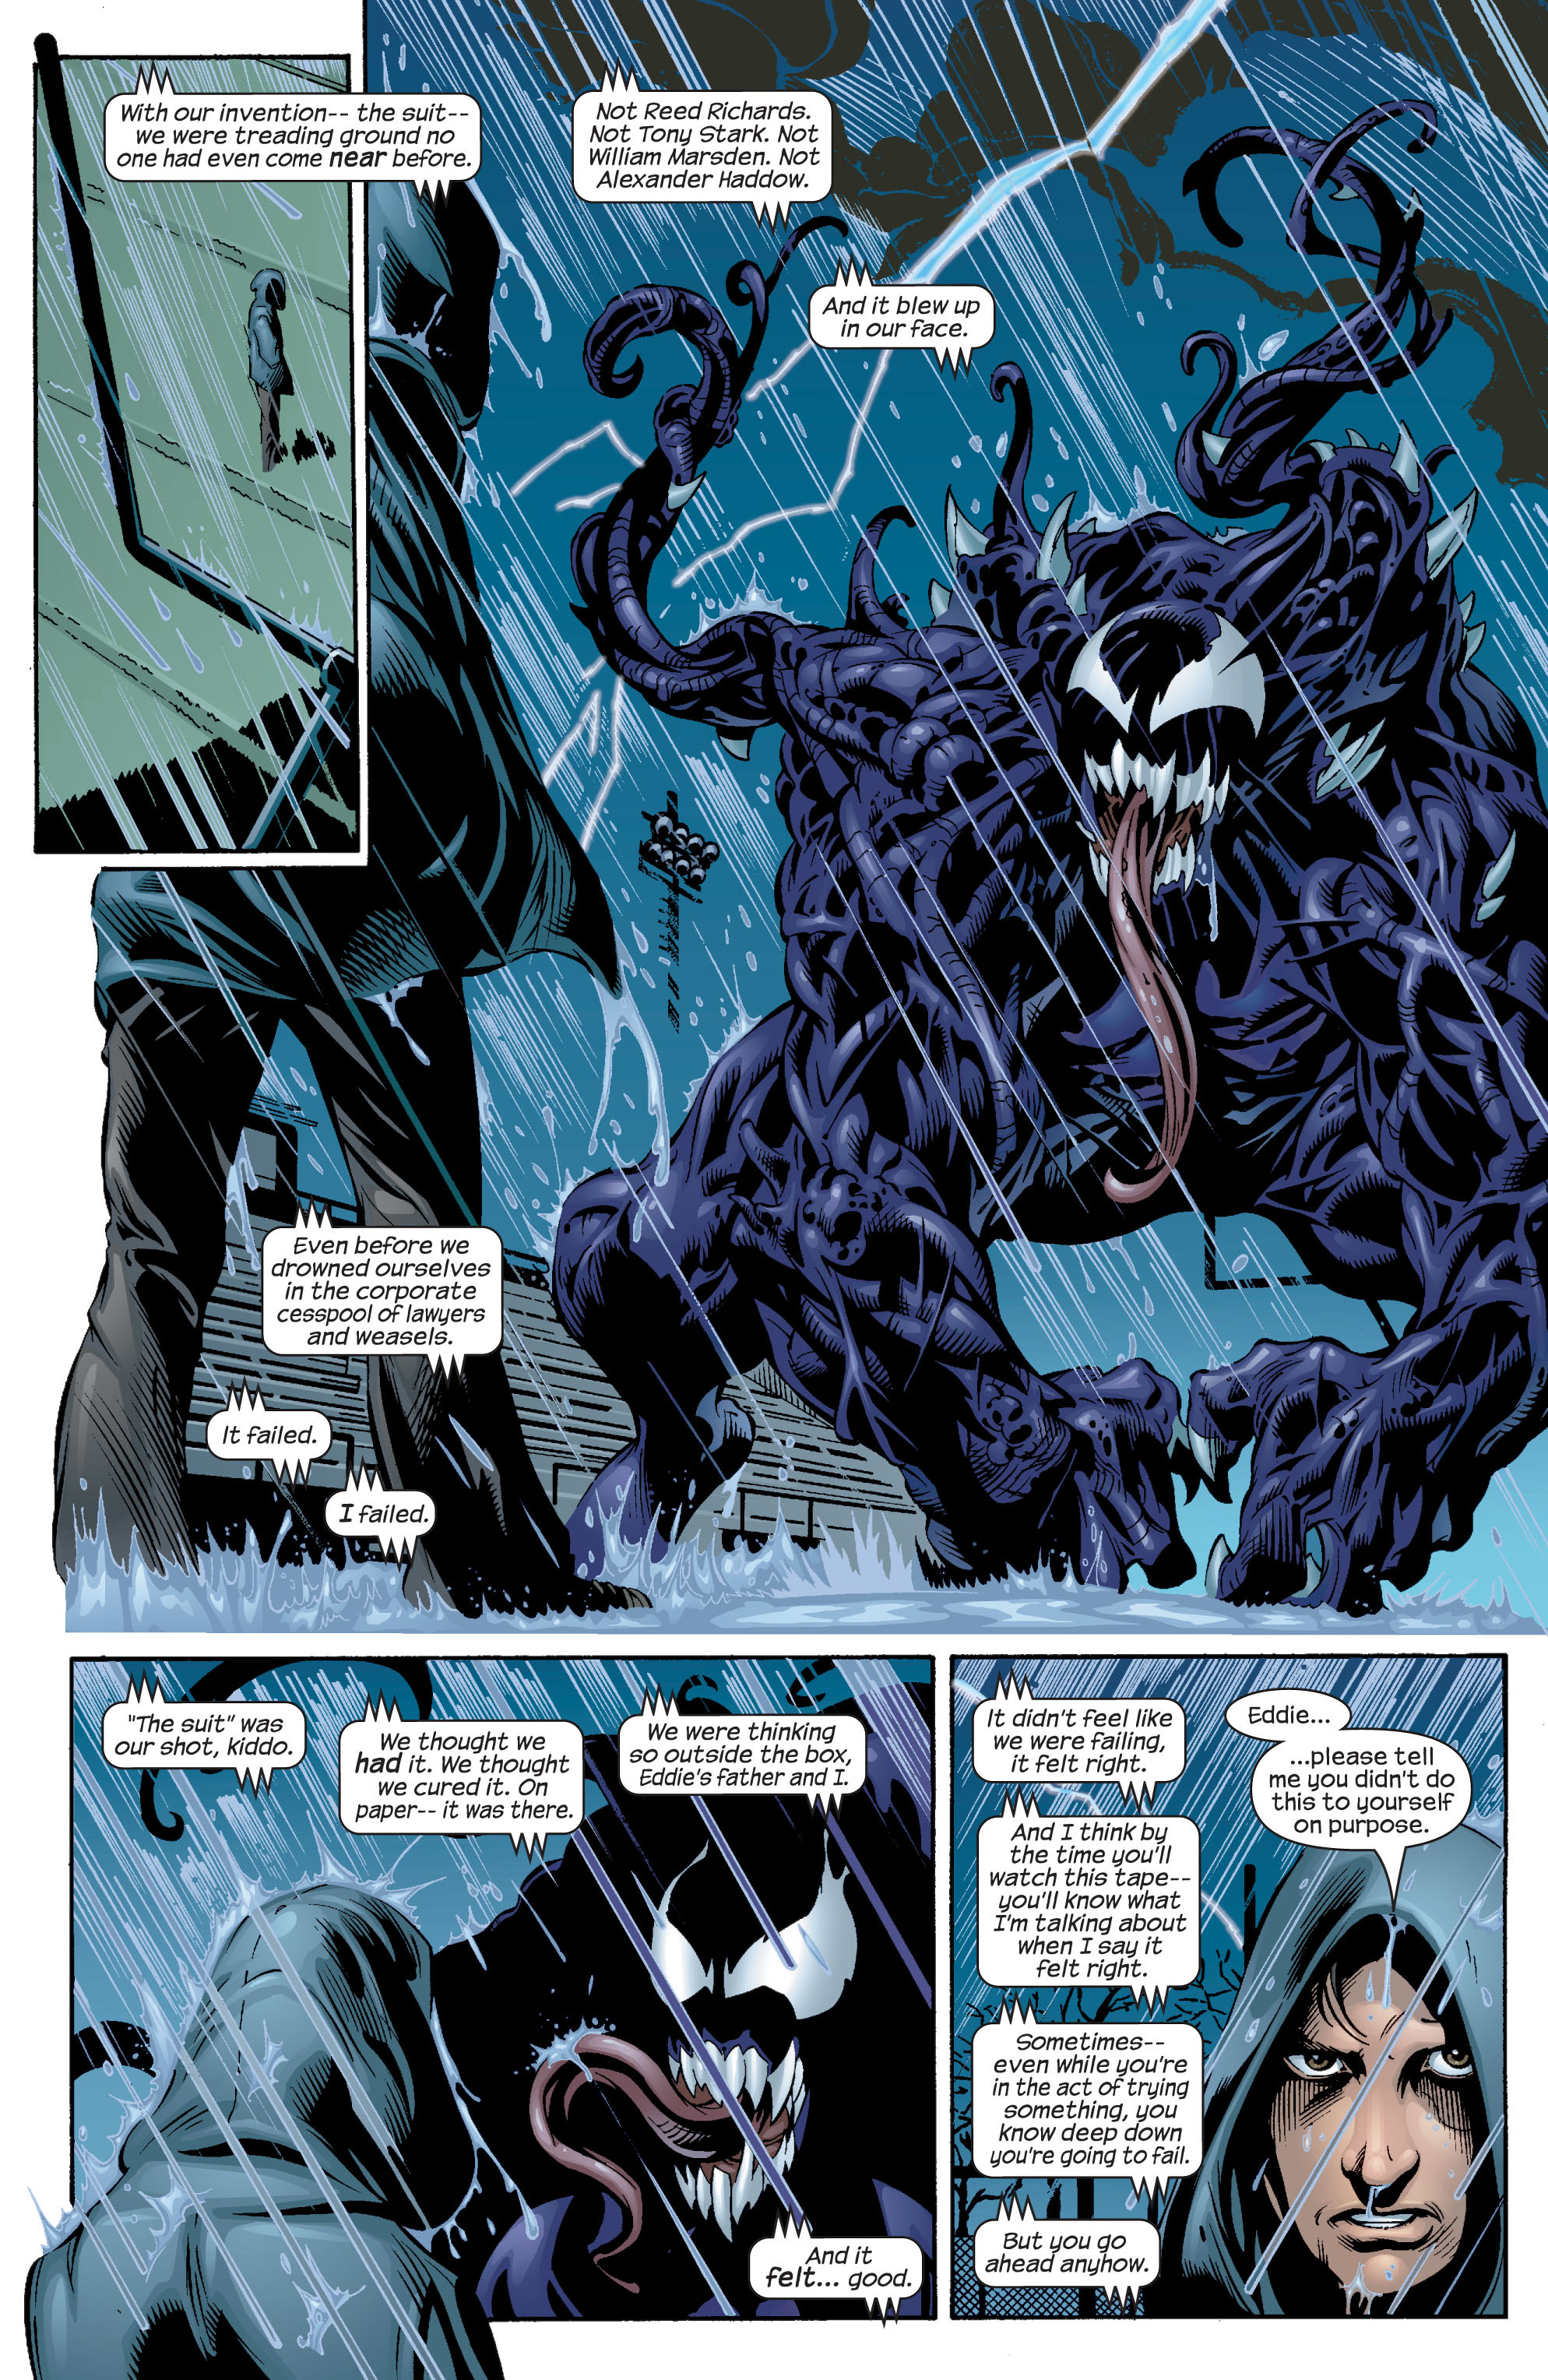 With our invention-- the suit--
we were treading ground no
one had even come near before.
Not Reed Richards.
Not Tony Stark. Not
William Marsden. Not
Alexander Haddow.
And it blew up
in our face.
Even before we
drowned ourselves
in the corporate
cesspool of lawyers
and weasels.
It failed.
I failed.
"The suit" was
our shot, kiddo.
We thought we
had it. We thought
we cured it. On
paper-- it was there.
We were thinking
so outside the box,
Eddie's father and I.
And it
felt... good.
It didn't feel like
we were failing,
it felt right.
Eddie...
...please tell
me you didn't do
this to yourself
on purpose.
And I think by
the time you'll
watch this tape--
you'll know what
I'm talking about
when I say it
felt right.
Sometimes--
even while you're
in the act of trying
something, you
know deep down
you're going to fail.
But you go
ahead anyhow.